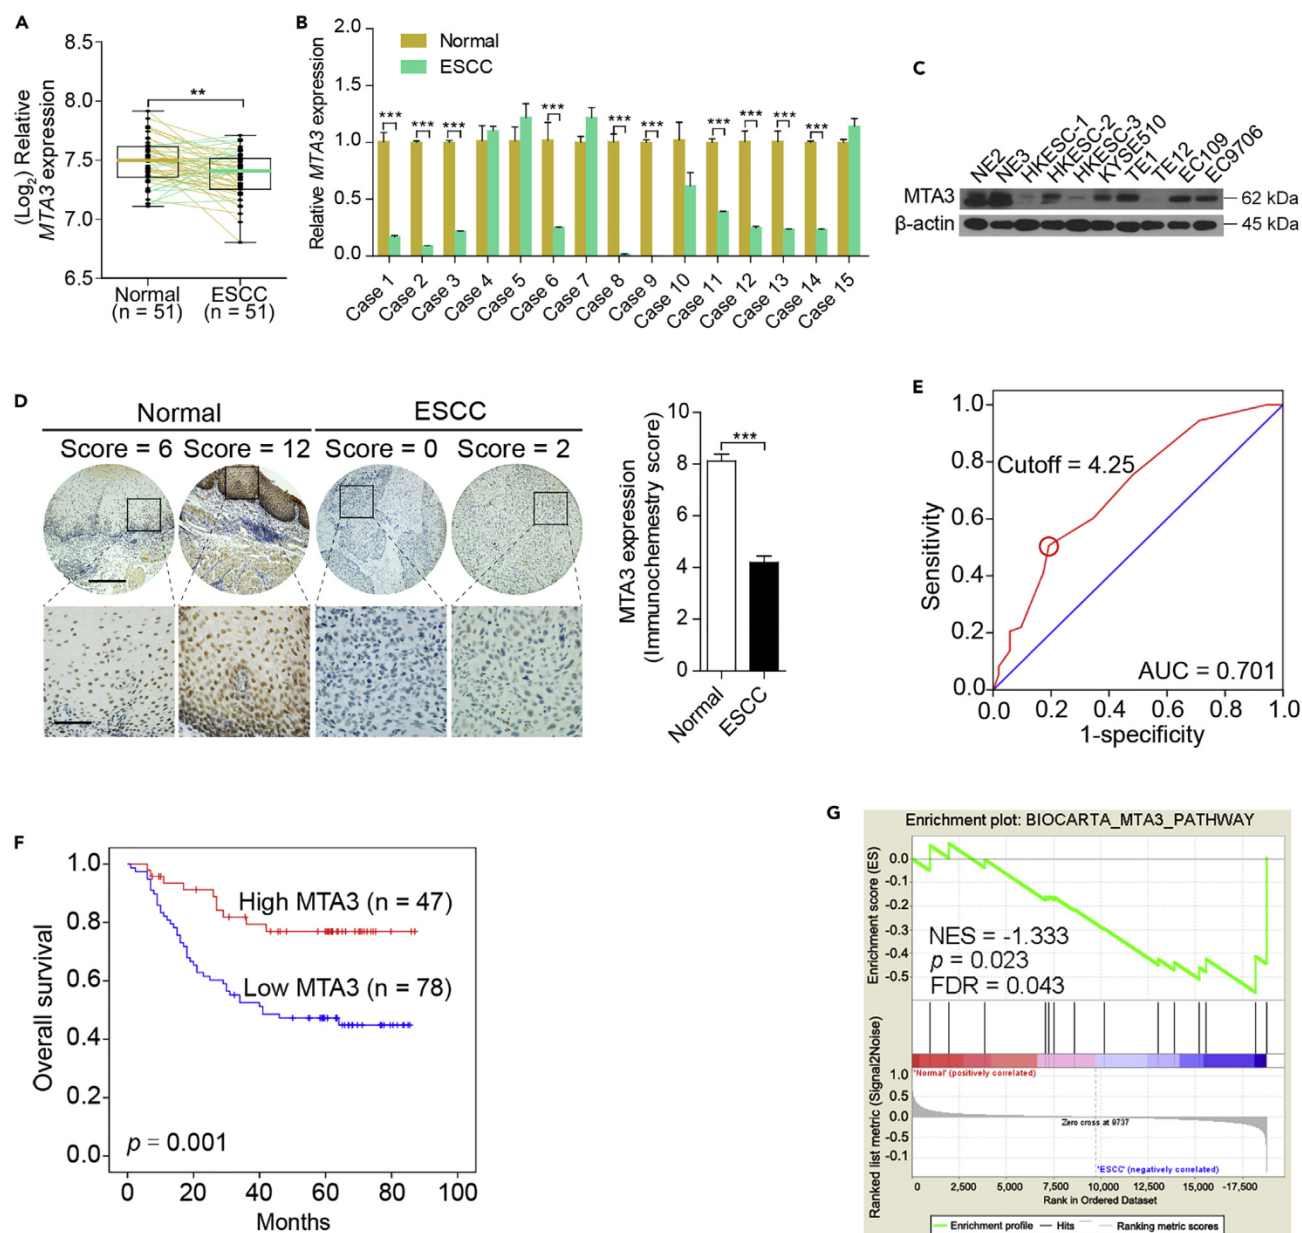 A
8.5
8.0
7.5
7.0
6.5
(Log2) Relative
MTA3 expression
**
Normal
(n = 51)
ESCC
(n = 51)
B
2.0
1.5
1.0
0.5
0.0
Relative MTA3 expression
Normal
ESCC
*** *** *** *** *** *** *** *** *** ***
Case 1
Case 2
Case 3
Case 4
Case 5
Case 6
Case 7
Case 8
Case 9
Case 10
Case 11
Case 12
Case 13
Case 14
Case 15
C
NE2
NE3
HKESC-1
HKESC-2
HKESC-3
KYSE510
TE1
TE12
EC109
EC9706
MTA3
62 kDa
β-actin
45 kDa
D
Normal
ESCC
Score = 6
Score = 12
Score = 0
Score = 2
10
8
6
4
2
0
MTA3 expression
(Immunochemestry score)
***
Normal
ESCC
E
1.0
0.8
0.6
0.4
0.2
0.0
Sensitivity
Cutoff = 4.25
AUC = 0.701
0.0 0.2 0.4 0.6 0.8 1.0
1-specificity
F
1.0
0.8
0.6
0.4
0.2
0.0
Overall survival
High MTA3 (n = 47)
Low MTA3 (n = 78)
p = 0.001
0 20 40 60 80 100
Months
G
Enrichment plot: BIOCARTA_MTA3_PATHWAY
Enrichment score (ES)
0.0
-0.1
-0.2
-0.3
-0.4
-0.5
NES = -1.333
p = 0.023
FDR = 0.043
Ranked list metric (Signal2Noise)
'Normal' (positively correlated)
1.0
0.5
0.0
-0.5
-0.1
Zero cross at 9737
'ESCC' (negatively correlated)
0 2,500 5,000 7,500 10,000 12,500 15,000 -17,500
Rank in Ordered Dataset
Enrichment profile
Hits
Ranking metric scores